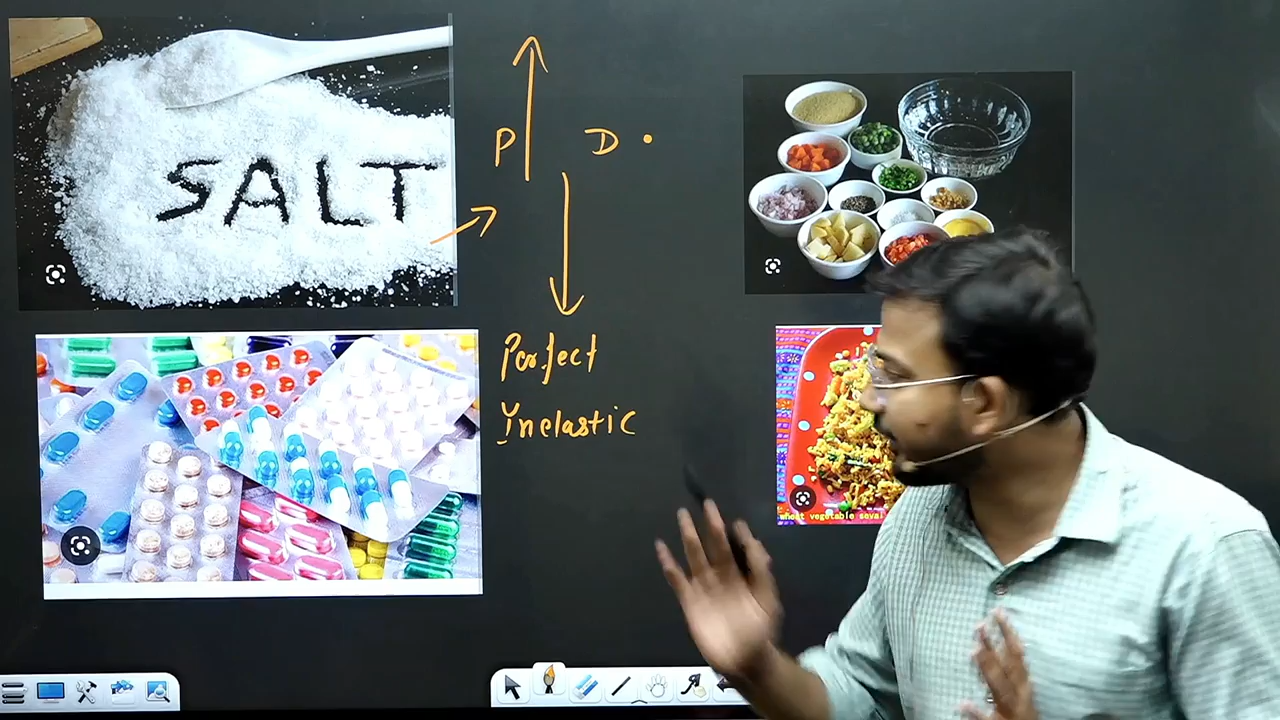 SALT
P D .
Perfect
Inelastic
wheat vegetable sevai